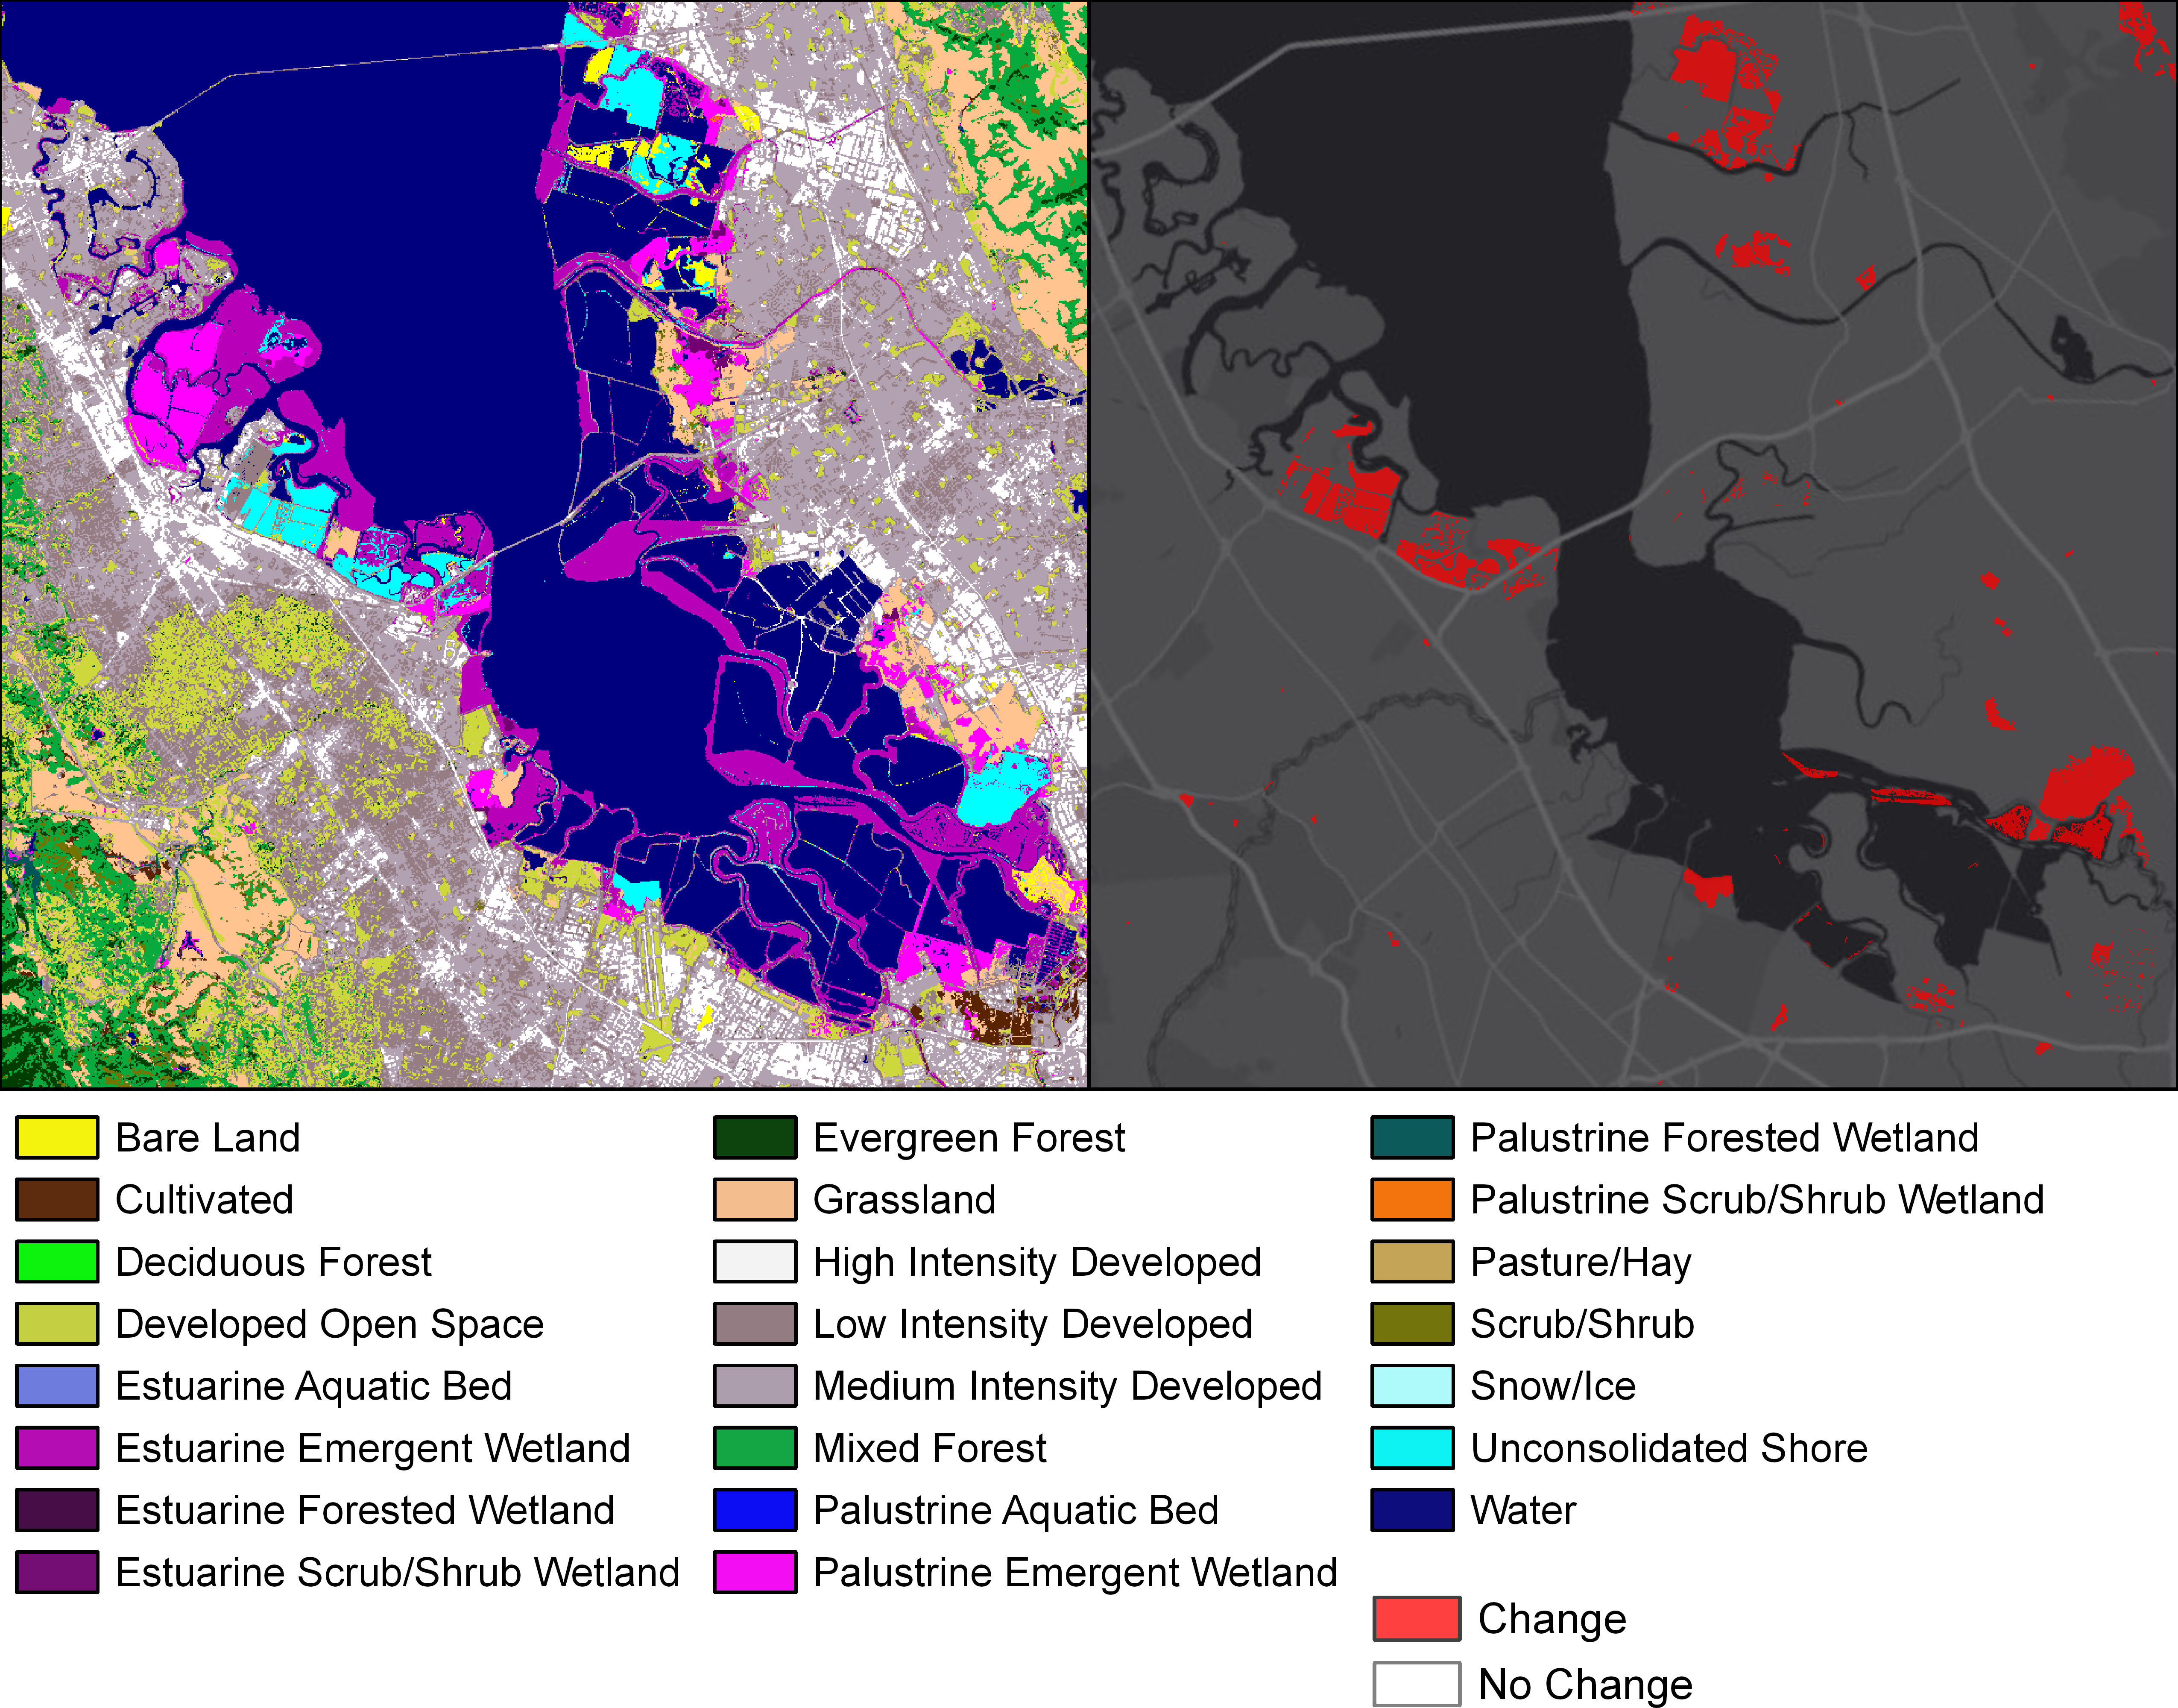 Bare Land
Cultivated
Deciduous Forest
Developed Open Space
Estuarine Aquatic Bed
Estuarine Emergent Wetland
Estuarine Forested Wetland
Estuarine Scrub/Shrub Wetland
Evergreen Forest
Grassland
High Intensity Developed
Low Intensity Developed
Medium Intensity Developed
Mixed Forest
Palustrine Aquatic Bed
Palustrine Emergent Wetland
Palustrine Forested Wetland
Palustrine Scrub/Shrub Wetland
Pasture/Hay
Scrub/Shrub
Snow/Ice
Unconsolidated Shore
Water
Change
No Change